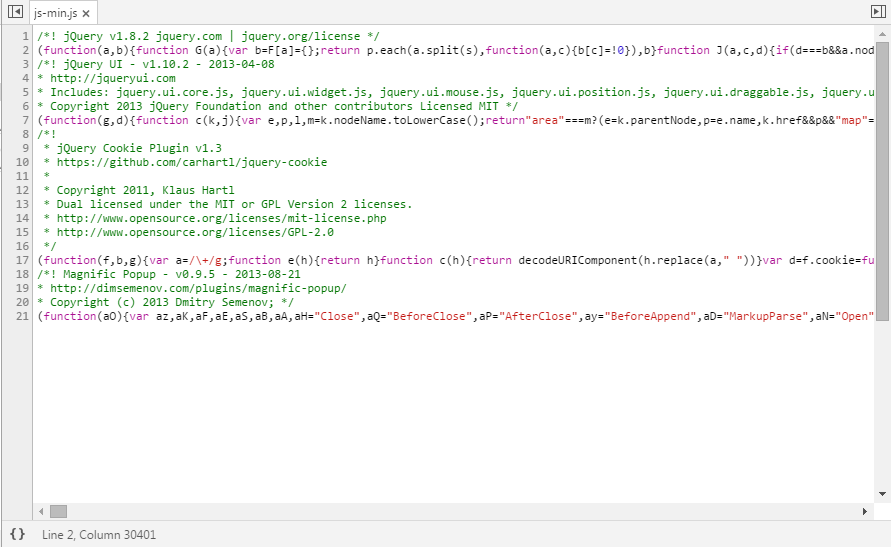 js-min.js ×
1 /*! jQuery v1.8.2 jquery.com | jquery.org/license */
2 (function(a,b){function G(a){var b=F[a]={};return p.each(a.split(s),function(a,c){b[c]=!0}),b}function J(a,c,d){if(d===b&&a.nod
3 /*! jQuery UI - v1.10.2 - 2013-04-08
4 * http://jqueryui.com
5 * Includes: jquery.ui.core.js, jquery.ui.widget.js, jquery.ui.mouse.js, jquery.ui.position.js, jquery.ui.draggable.js, jquery.u
6 * Copyright 2013 jQuery Foundation and other contributors Licensed MIT */
7 (function(g,d){function c(k,j){var e,p,l,m=k.nodeName.toLowerCase();return"area"===m?(e=k.parentNode,p=e.name,k.href&&p&&"map"=
8 /*!
9 * jQuery Cookie Plugin v1.3
10 * https://github.com/carhartl/jquery-cookie
11 *
12 * Copyright 2011, Klaus Hartl
13 * Dual licensed under the MIT or GPL Version 2 licenses.
14 * http://www.opensource.org/licenses/mit-license.php
15 * http://www.opensource.org/licenses/GPL-2.0
16 */
17 (function(f,b,g){var a=/\+/g;function e(h){return h}function c(h){return decodeURIComponent(h.replace(a," "))}var d=f.cookie=fu
18 /*! Magnific Popup - v0.9.5 - 2013-08-21
19 * http://dimsemenov.com/plugins/magnific-popup/
20 * Copyright (c) 2013 Dmitry Semenov; */
21 (function(aO){var az,aK,aF,aE,aS,aB,aA,aH="Close",aQ="BeforeClose",aP="AfterClose",ay="BeforeAppend",aD="MarkupParse",aN="Open"
{} Line 2, Column 30401